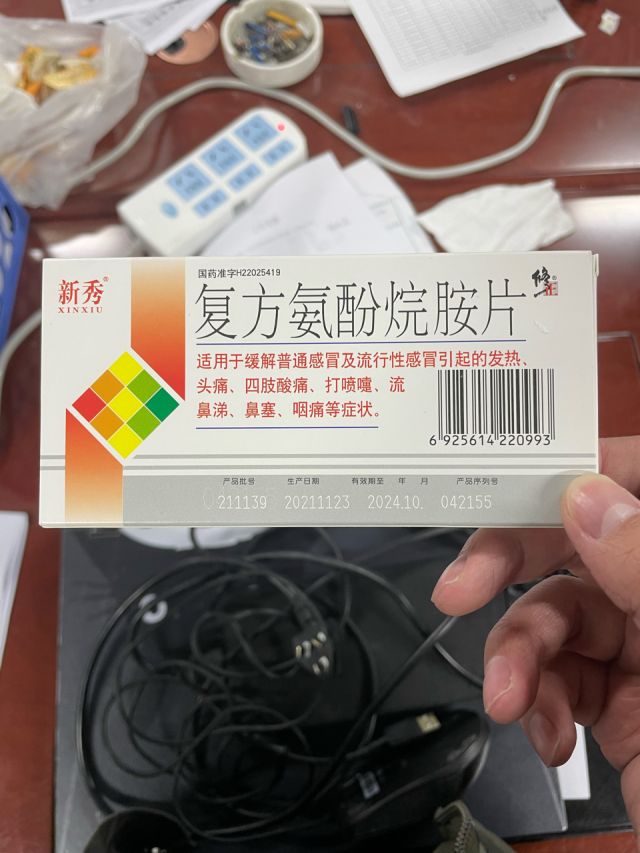 国药准字H22025419
新秀®
XINXIU
复方氨酚烷胺片
修正
适用于缓解普通感冒及流行性感冒引起的发热、
头痛、四肢酸痛、打喷嚏、流
鼻涕、鼻塞、咽痛等症状。
6 925614 220993
产品批号 生产日期 有效期至 年 月 产品序列号
211139 20211123 2024.10. 042155